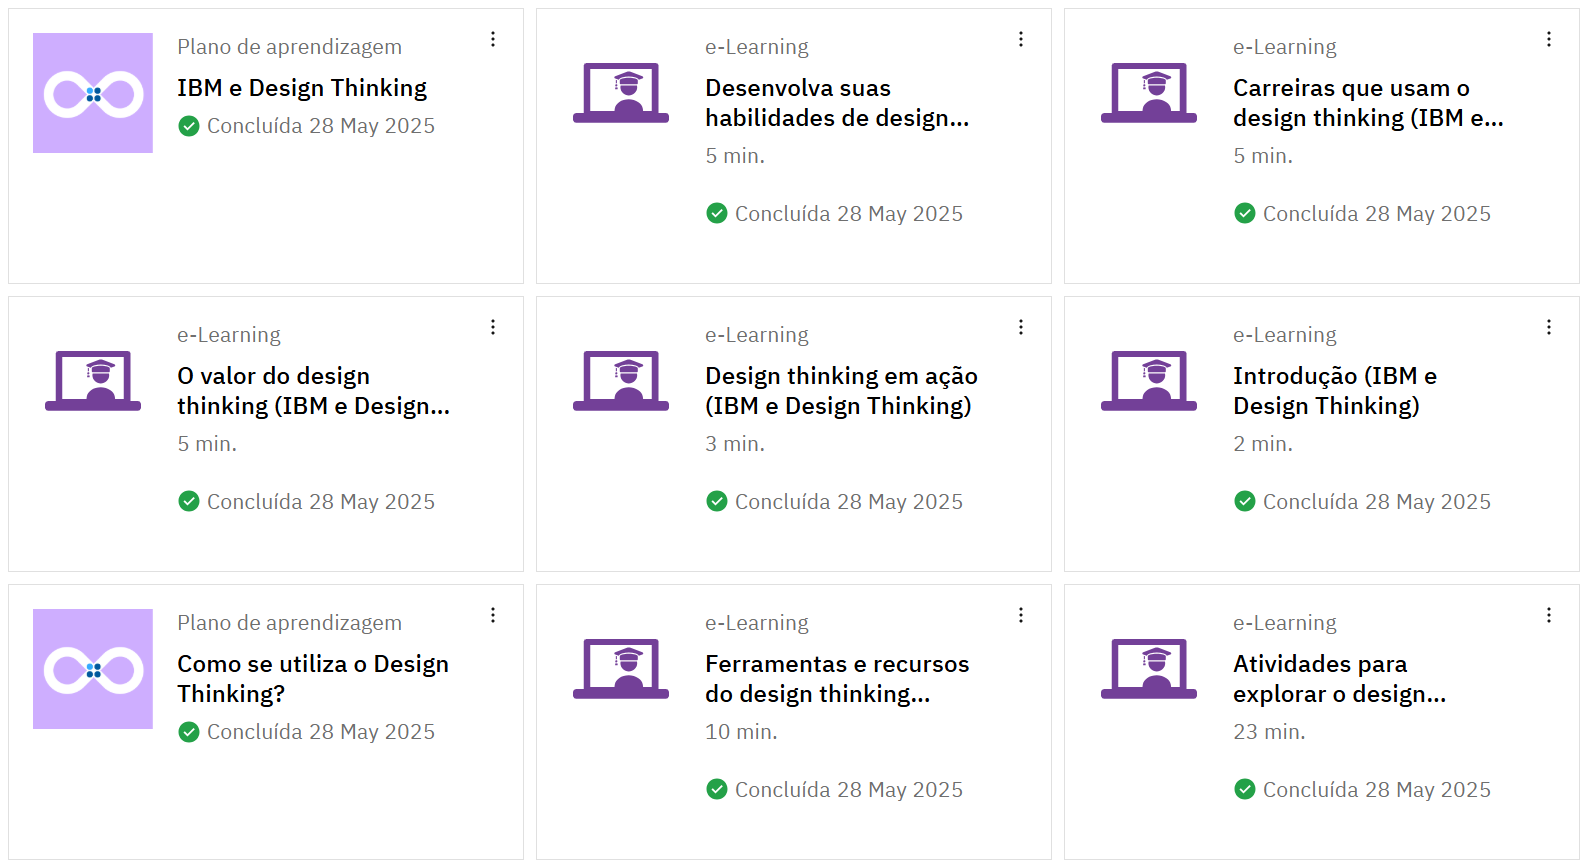 Plano de aprendizagem
IBM e Design Thinking
Concluída 28 May 2025
e-Learning
Desenvolva suas
habilidades de design...
5 min.
Concluída 28 May 2025
e-Learning
Carreiras que usam o
design thinking (IBM e...
5 min.
Concluída 28 May 2025
e-Learning
O valor do design
thinking (IBM e Design...
5 min.
Concluída 28 May 2025
e-Learning
Design thinking em ação
(IBM e Design Thinking)
3 min.
Concluída 28 May 2025
e-Learning
Introdução (IBM e
Design Thinking)
2 min.
Concluída 28 May 2025
Plano de aprendizagem
Como se utiliza o Design
Thinking?
Concluída 28 May 2025
e-Learning
Ferramentas e recursos
do design thinking...
10 min.
Concluída 28 May 2025
e-Learning
Atividades para
explorar o design...
23 min.
Concluída 28 May 2025